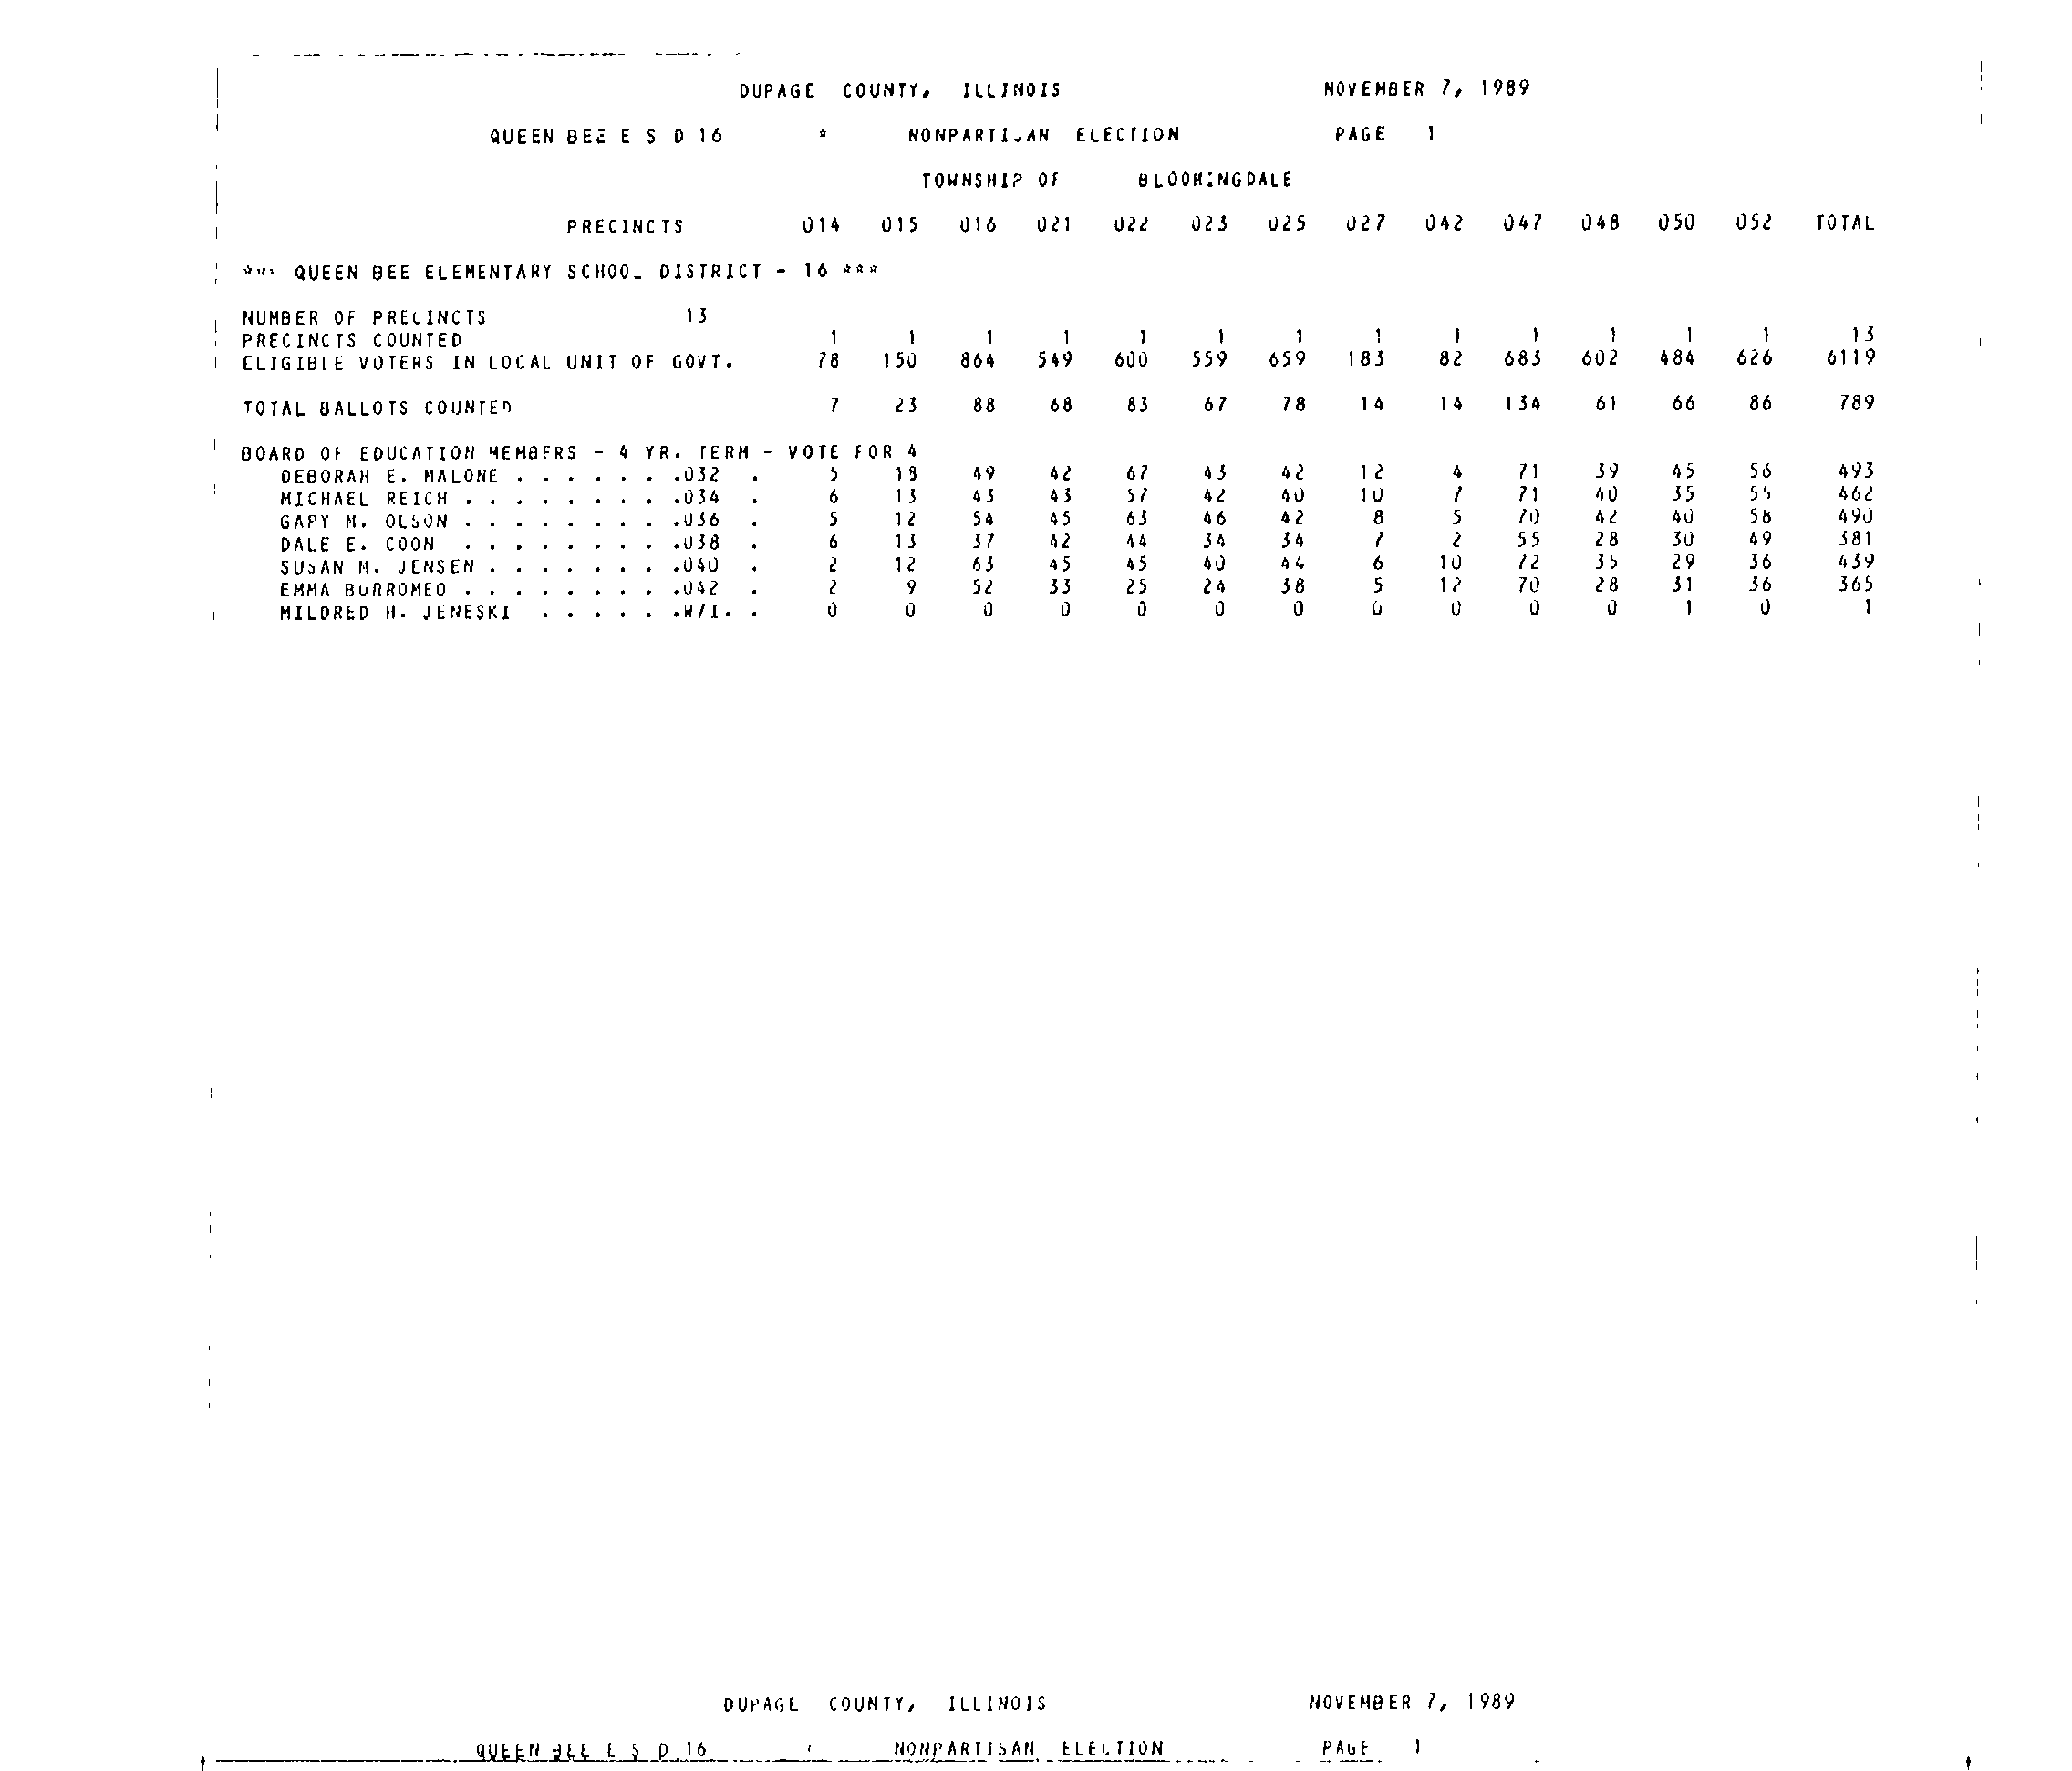 DUPAGE COUNTY, ILLINOIS NOVEMBER 7, 1989
QUEEN BEE E S D 16 * NONPARTISAN ELECTION PAGE 1
TOWNSHIP OF BLOOMINGDALE
PRECINCTS 014 015 016 021 022 023 025 027 042 047 048 050 052 TOTAL
*** QUEEN BEE ELEMENTARY SCHOOL DISTRICT - 16 ***
NUMBER OF PRECINCTS 13
PRECINCTS COUNTED 1 1 1 1 1 1 1 1 1 1 1 1 1 13
ELIGIBLE VOTERS IN LOCAL UNIT OF GOVT. 78 150 864 549 600 559 659 183 82 683 602 484 626 6119
TOTAL BALLOTS COUNTED 7 23 88 68 83 67 78 14 14 134 61 66 86 789
BOARD OF EDUCATION MEMBERS - 4 YR. TERM - VOTE FOR 4
DEBORAH E. MALONE . . . . . . .032 . 5 18 49 42 67 43 42 12 4 71 39 45 56 493
MICHAEL REICH . . . . . . . . .034 . 6 13 43 43 57 42 40 10 7 71 40 35 55 462
GARY M. OLSON . . . . . . . . .036 . 5 12 54 45 63 46 42 8 5 70 42 40 58 490
DALE E. COON . . . . . . . . .038 . 6 13 37 42 44 34 34 7 2 55 28 30 49 381
SUSAN M. JENSEN . . . . . . . .040 . 2 12 63 45 45 40 44 6 10 72 35 29 36 439
EMMA BURROMEO . . . . . . . . .042 . 2 9 52 33 25 24 38 5 12 70 28 31 36 365
MILDRED H. JENESKI . . . . . .W/I. . 0 0 0 0 0 0 0 0 0 0 0 1 0 1
DUPAGE COUNTY, ILLINOIS NOVEMBER 7, 1989
QUEEN BEE E S D 16 NONPARTISAN ELECTION PAGE 1